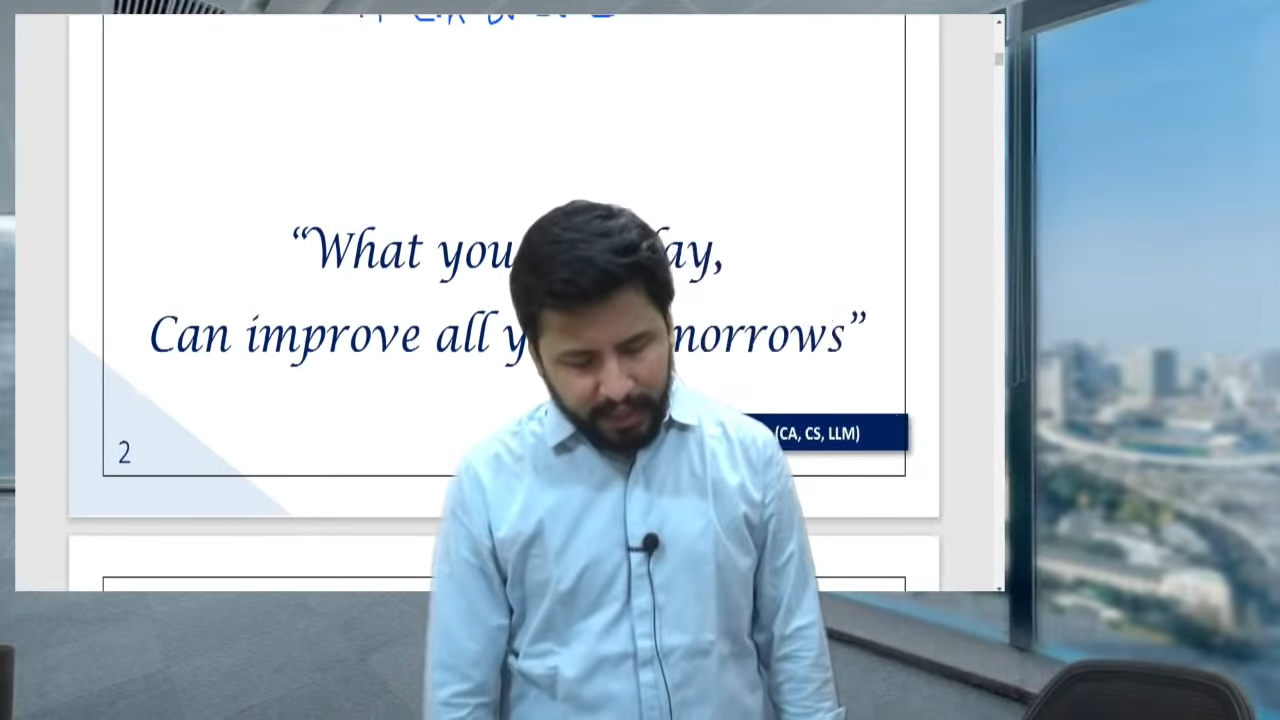 “What you ay,
Can improve all y norrows”
(CA, CS, LLM)
2